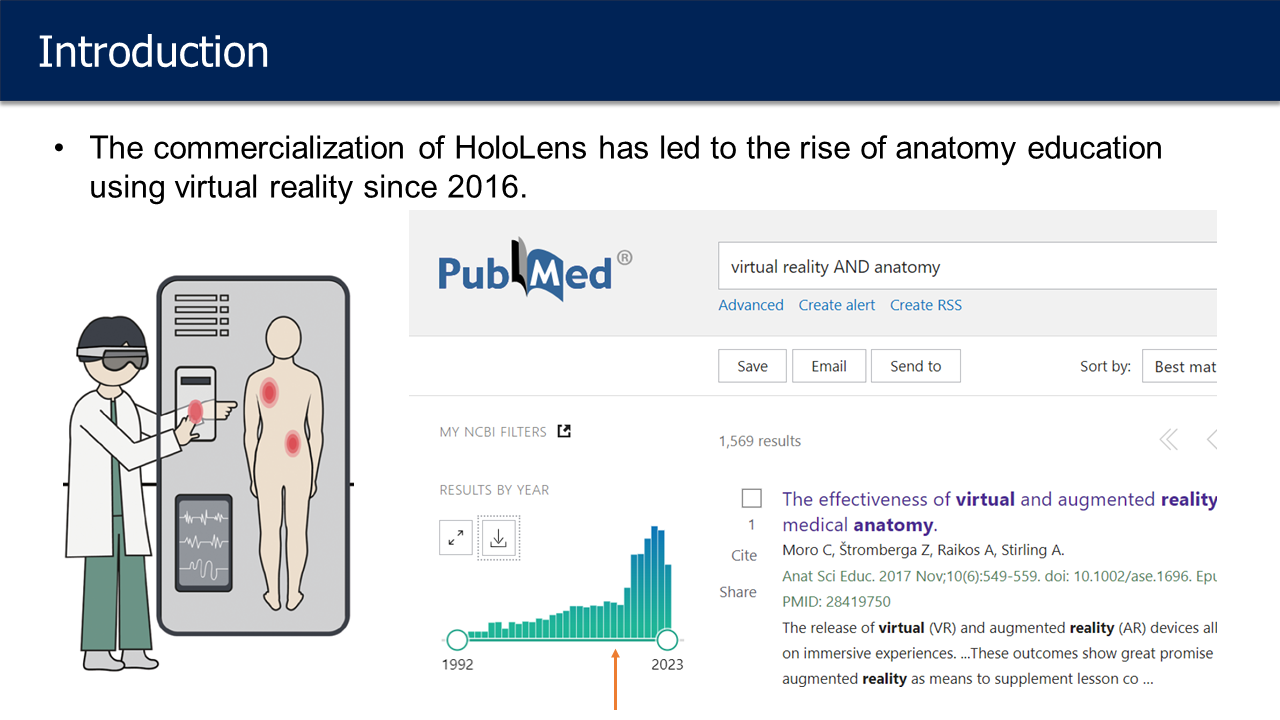 Introduction
• The commercialization of HoloLens has led to the rise of anatomy education
using virtual reality since 2016.
PubMed®
virtual reality AND anatomy
Advanced Create alert Create RSS
Save Email Send to Sort by: Best mat
MY NCBI FILTERS
1,569 results
RESULTS BY YEAR
1992 2023
The effectiveness of virtual and augmented reality
medical anatomy.
1
Cite
Share
Moro C, Štromberga Z, Raikos A, Stirling A.
Anat Sci Educ. 2017 Nov;10(6):549-559. doi: 10.1002/ase.1696. Epu
PMID: 28419750
The release of virtual (VR) and augmented reality (AR) devices all
on immersive experiences. ...These outcomes show great promise
augmented reality as means to supplement lesson co ...